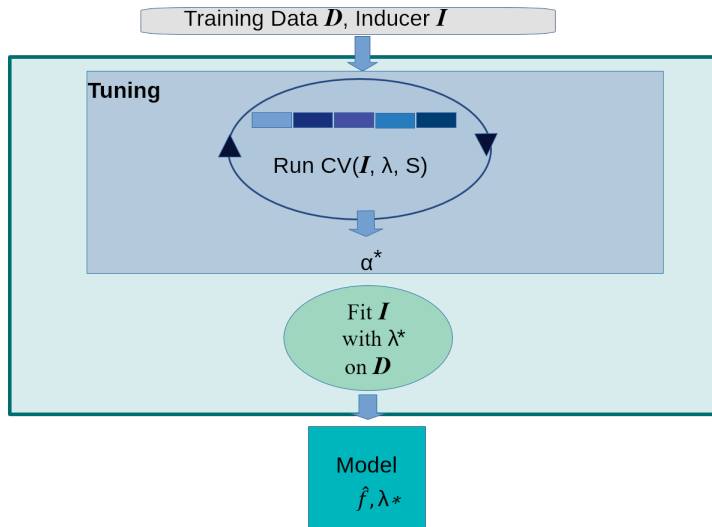 Training Data D, Inducer I
Tuning
Run CV(I, λ, S)
α*
Fit I
with λ*
on D
Model
f̂, λ*